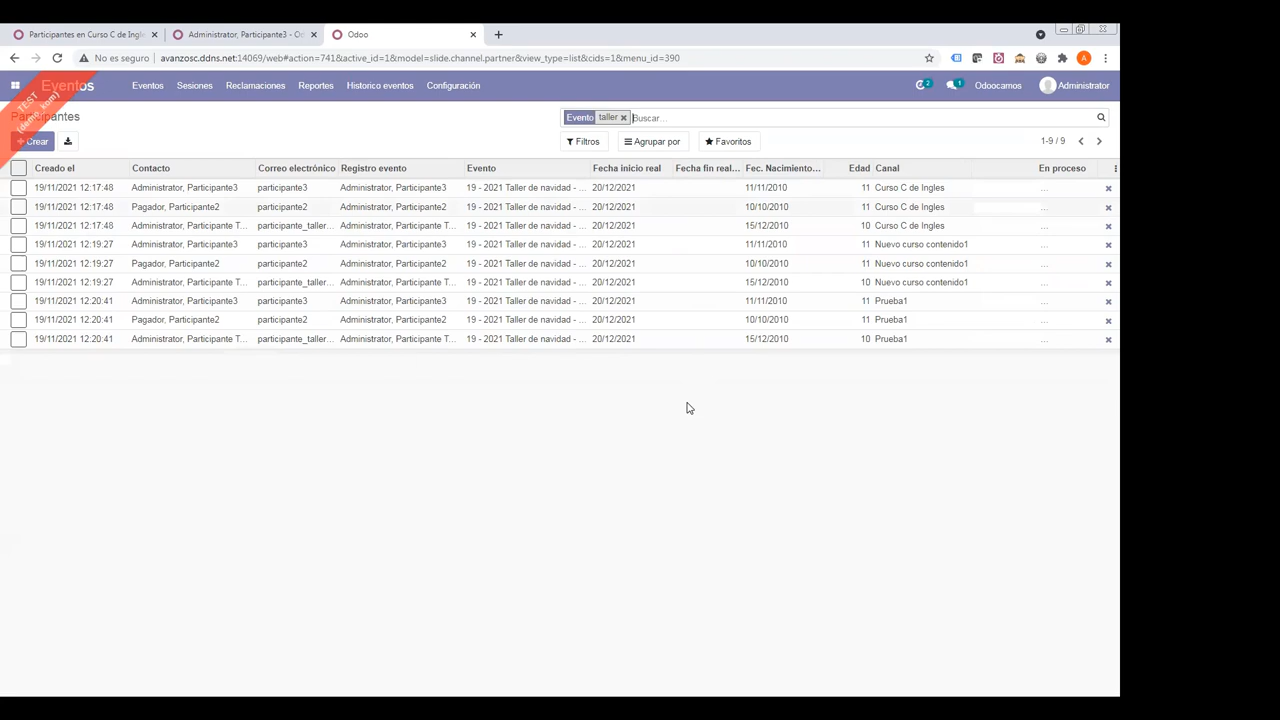 Participantes en Curso C de Ingle
Administrator, Participante3 - Od
Odoo
No es seguro
avanzosc.ddns.net:14069/web#action=741&active_id=1&model=slide.channel.partner&view_type=list&cids=1&menu_id=390
A
TEST
Eventos
Eventos
Sesiones
Reclamaciones
Reportes
Historico eventos
Configuración
2
1
Odoocamos
Administrator
Participantes
Evento taller Buscar...
+ Crear
Filtros
Agrupar por
Favoritos
1-9 / 9
Creado el Contacto Correo electrónico Registro evento Evento Fecha inicio real Fecha fin real... Fec. Nacimiento... Edad Canal En proceso
19/11/2021 12:17:48 Administrator, Participante3 participante3 Administrator, Participante3 19 - 2021 Taller de navidad - ... 20/12/2021 11/11/2010 11 Curso C de Ingles ...
19/11/2021 12:17:48 Pagador, Participante2 participante2 Administrator, Participante2 19 - 2021 Taller de navidad - ... 20/12/2021 10/10/2010 11 Curso C de Ingles ...
19/11/2021 12:17:48 Administrator, Participante T... participante_taller... Administrator, Participante T... 19 - 2021 Taller de navidad - ... 20/12/2021 15/12/2010 10 Curso C de Ingles ...
19/11/2021 12:19:27 Administrator, Participante3 participante3 Administrator, Participante3 19 - 2021 Taller de navidad - ... 20/12/2021 11/11/2010 11 Nuevo curso contenido1 ...
19/11/2021 12:19:27 Pagador, Participante2 participante2 Administrator, Participante2 19 - 2021 Taller de navidad - ... 20/12/2021 10/10/2010 11 Nuevo curso contenido1 ...
19/11/2021 12:19:27 Administrator, Participante T... participante_taller... Administrator, Participante T... 19 - 2021 Taller de navidad - ... 20/12/2021 15/12/2010 10 Nuevo curso contenido1 ...
19/11/2021 12:20:41 Administrator, Participante3 participante3 Administrator, Participante3 19 - 2021 Taller de navidad - ... 20/12/2021 11/11/2010 11 Prueba1 ...
19/11/2021 12:20:41 Pagador, Participante2 participante2 Administrator, Participante2 19 - 2021 Taller de navidad - ... 20/12/2021 10/10/2010 11 Prueba1 ...
19/11/2021 12:20:41 Administrator, Participante T... participante_taller... Administrator, Participante T... 19 - 2021 Taller de navidad - ... 20/12/2021 15/12/2010 10 Prueba1 ...